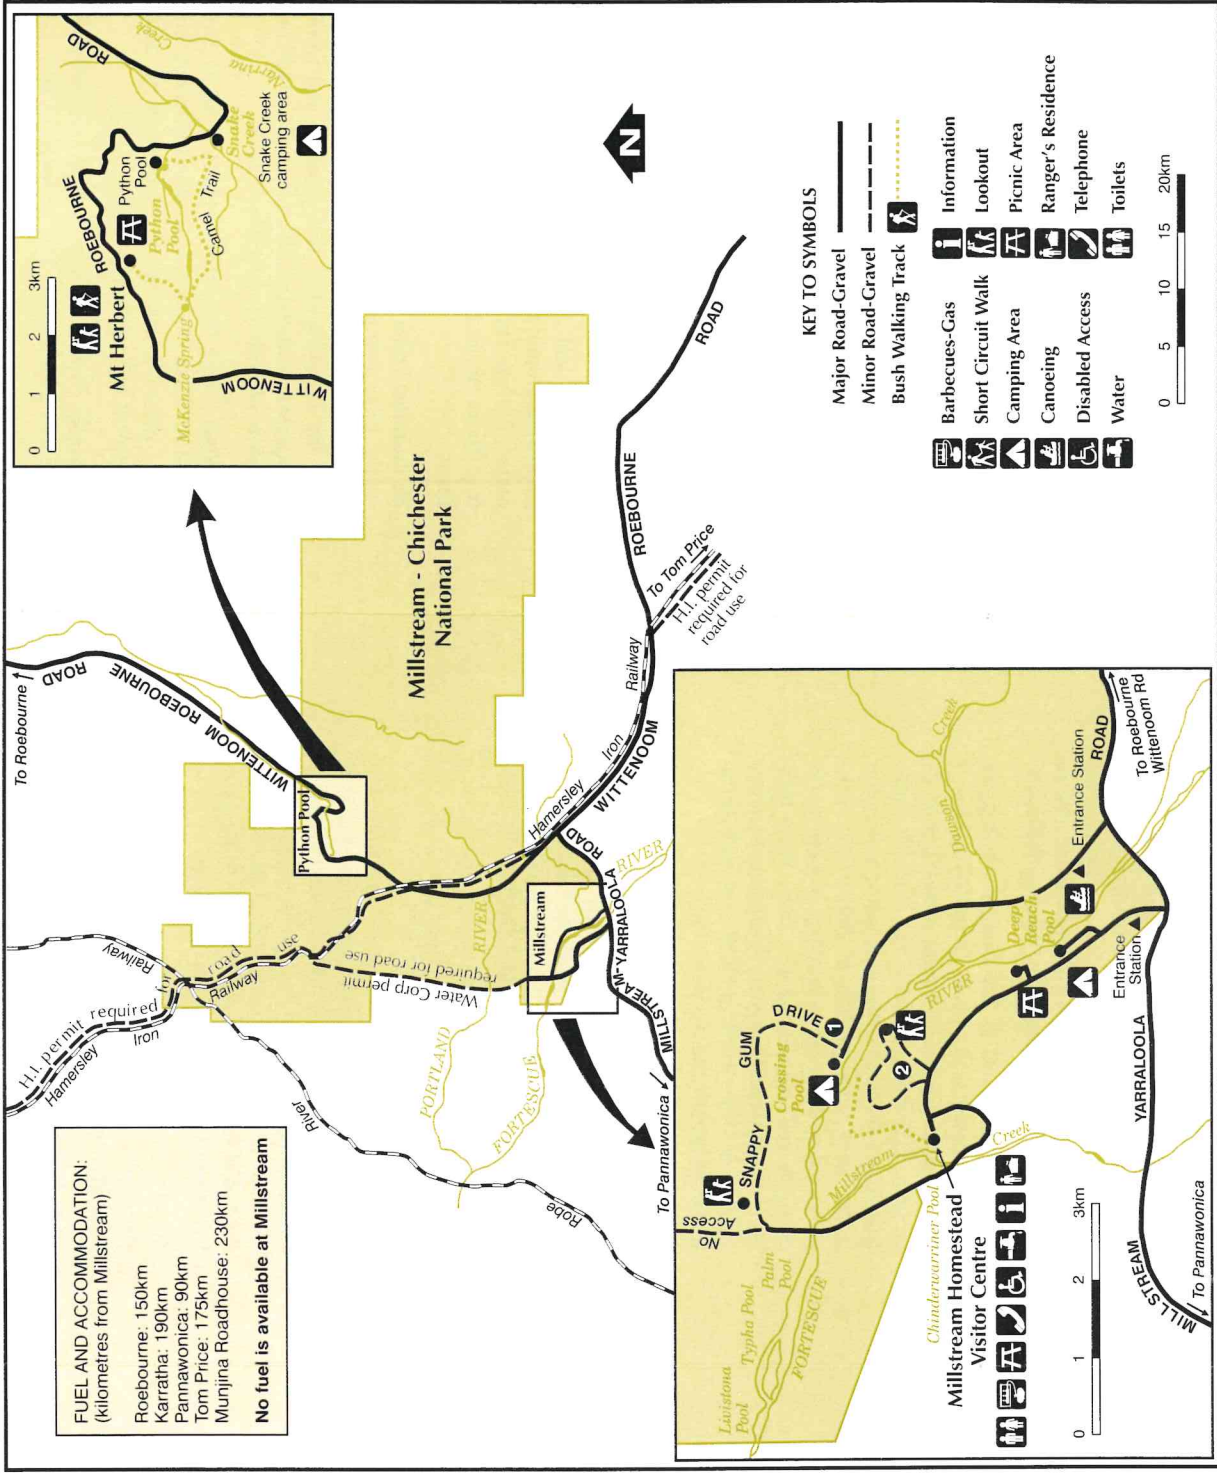 FUEL AND ACCOMMODATION:
(kilometres from Millstream)
Roebourne: 150km
Karratha: 190km
Pannawonica: 90km
Tom Price: 175km
Munjina Roadhouse: 230km
No fuel is available at Millstream
H.I. permit required for road use
Hamersley Iron Railway
Railway
Robe River
To Roebourne
ROAD
WITTENOOM ROEBOURNE
Python Pool
Millstream - Chichester
National Park
PORTLAND RIVER
FORTESCUE RIVER
Water Corp permit
required for road use
Millstream
MILLSTREAM-YARRALOOLA ROAD
To Pannawonica
Hamersley Iron Railway
WITTENOOM ROEBOURNE ROAD
To Tom Price
H.I. permit
required for
road use
0 1 2 3km
Mt Herbert
ROEBOURNE
WITTENOOM
ROAD
Python
Pool
Python
Pool
McKenzie Spring
Camel Trail
Snake
Creek
Snake Creek
camping area
Narrina Creek
N
KEY TO SYMBOLS
Major Road-Gravel
Minor Road-Gravel
Bush Walking Track
Barbecues-Gas
Short Circuit Walk
Camping Area
Canoeing
Disabled Access
Water
i Information
Lookout
Picnic Area
Ranger's Residence
Telephone
Toilets
0 5 10 15 20km
Livistona
Pool
Typha Pool
Palm
Pool
FORTESCUE RIVER
No
Access
SNAPPY GUM DRIVE
1
Crossing
Pool
2
Millstream Creek
Chinderwarriner Pool
Millstream Homestead
Visitor Centre
i
0 1 2 3km
Dawson Creek
Deep
Reach
Pool
Entrance Station
Entrance
Station
MILLSTREAM YARRALOOLA ROAD
To Roebourne
Wittenoom Rd
To Pannawonica